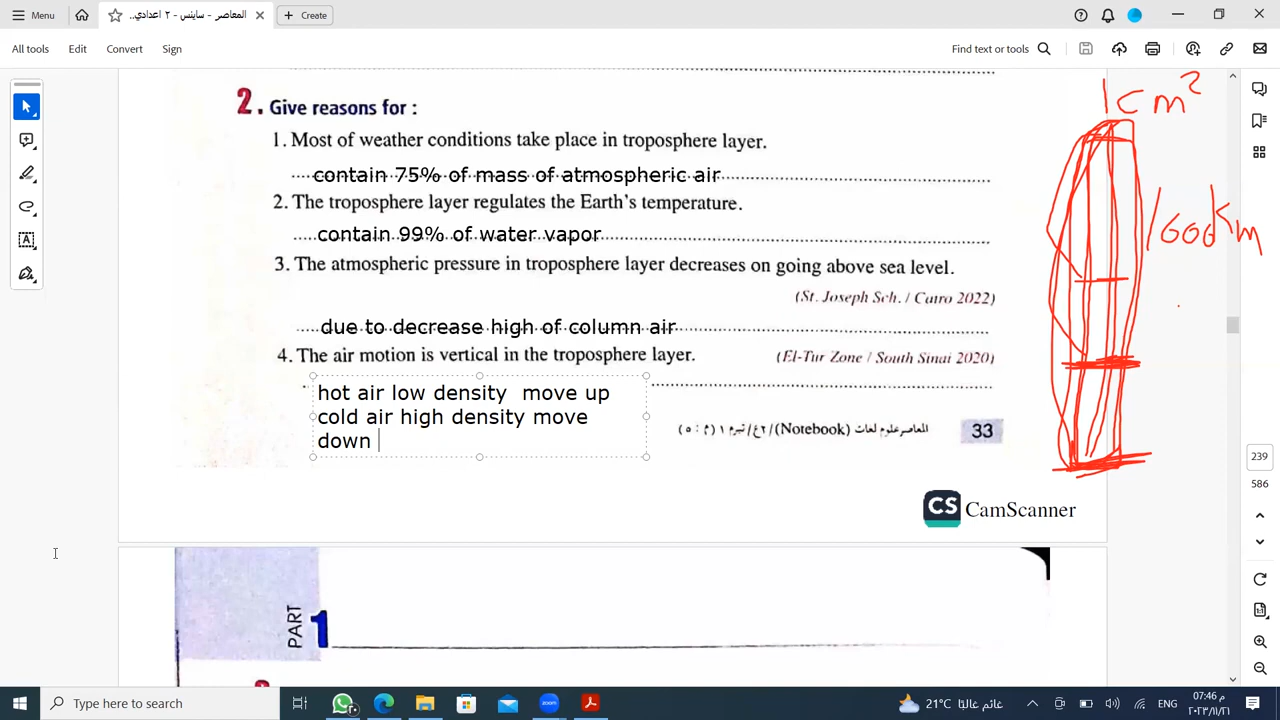 Menu
المعاصر - ساينس - ٢ اعدادي..
Create
All tools
Edit
Convert
Sign
Find text or tools
1cm²
2. Give reasons for :
1. Most of weather conditions take place in troposphere layer.
contain 75% of mass of atmospheric air
2. The troposphere layer regulates the Earth's temperature.
contain 99% of water vapor
1000km
3. The atmospheric pressure in troposphere layer decreases on going above sea level.
(St. Joseph Sch. / Cairo 2022)
due to decrease high of column air
4. The air motion is vertical in the troposphere layer.
(El-Tur Zone / South Sinai 2020)
hot air low density  move up
cold air high density move
down
المعاصر علوم لغات (Notebook)/٢ع/تيرم ١ (م : ٥)
33
239
586
CS CamScanner
PART 1
Type here to search
zoom
21°C غائم غالبًا
ENG
07:46 م
٢٠٢٣/١١/٢١